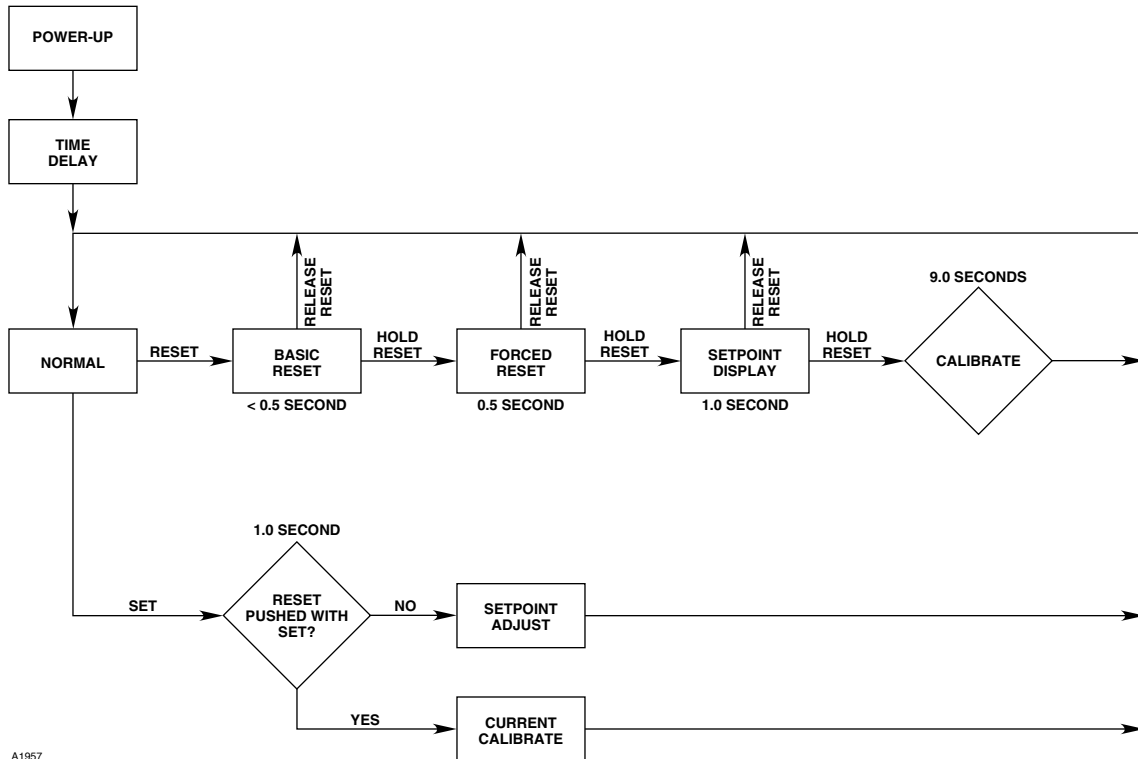 POWER-UP
TIME
DELAY
RELEASE
RESET
RELEASE
RESET
RELEASE
RESET
9.0 SECONDS
NORMAL
RESET
BASIC
RESET
HOLD
RESET
FORCED
RESET
HOLD
RESET
SETPOINT
DISPLAY
HOLD
RESET
CALIBRATE
< 0.5 SECOND
0.5 SECOND
1.0 SECOND
1.0 SECOND
SET
RESET
PUSHED WITH
SET?
NO
SETPOINT
ADJUST
YES
CURRENT
CALIBRATE
A1957